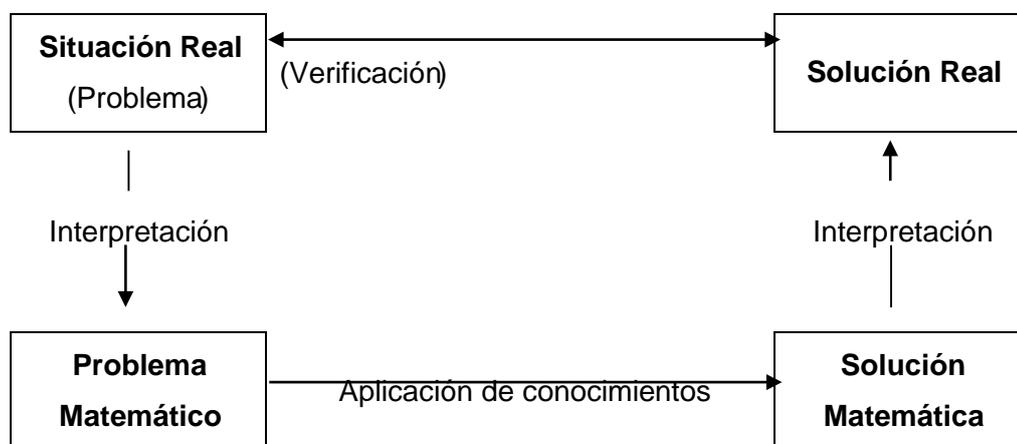 Situación Real
(Problema)
(Verificación)
Solución Real
Interpretación
Interpretación
Problema
Matemático
Aplicación de conocimientos
Solución
Matemática